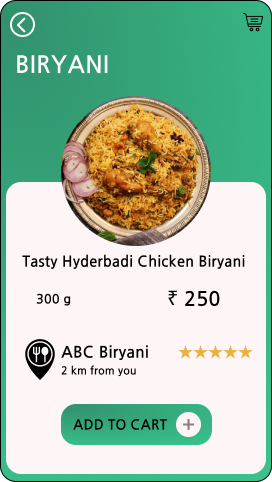 BIRYANI
Tasty Hyderbadi Chicken Biryani
300 g
₹ 250
ABC Biryani
2 km from you
ADD TO CART